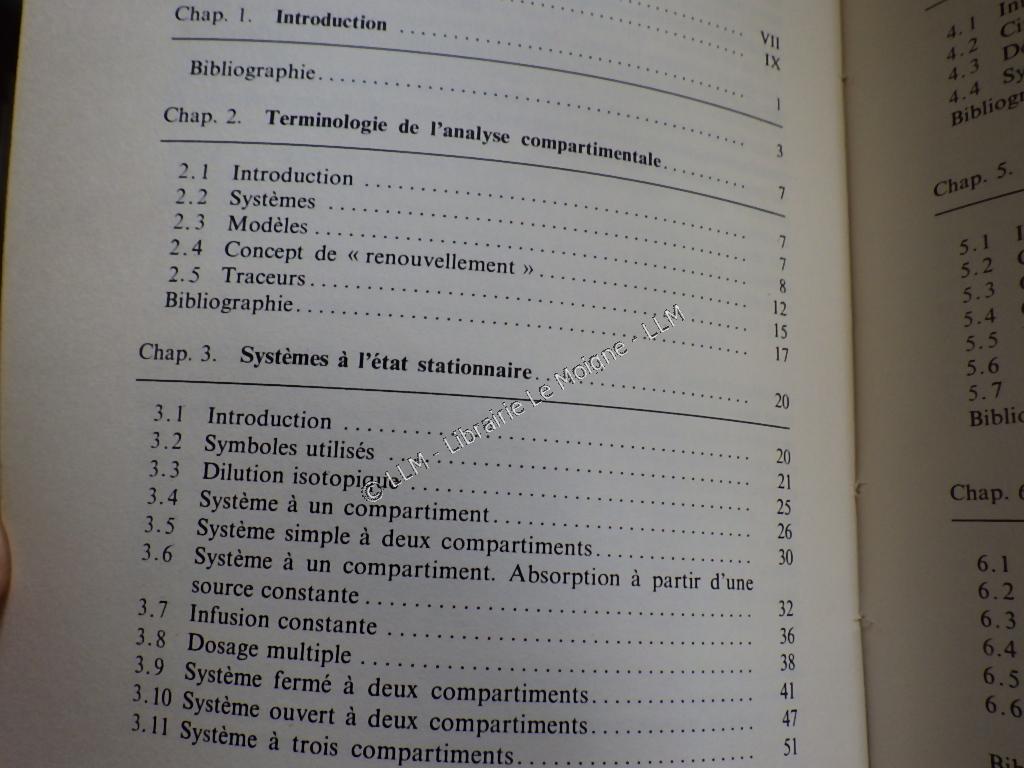 VII
IX
Chap. 1. Introduction ........ 1
Bibliographie........ 3
Chap. 2. Terminologie de l'analyse compartimentale........ 7
2.1 Introduction ........ 7
2.2 Systèmes ........ 7
2.3 Modèles ........ 8
2.4 Concept de « renouvellement »........ 12
2.5 Traceurs........ 15
Bibliographie........ 17
Chap. 3. Systèmes à l'état stationnaire........ 20
3.1 Introduction ........ 20
3.2 Symboles utilisés ........ 21
3.3 Dilution isotopique ........ 25
3.4 Système à un compartiment........ 26
3.5 Système simple à deux compartiments........ 30
3.6 Système à un compartiment. Absorption à partir d'une
source constante ........ 32
3.7 Infusion constante ........ 36
3.8 Dosage multiple ........ 38
3.9 Système fermé à deux compartiments........ 41
3.10 Système ouvert à deux compartiments........ 47
3.11 Système à trois compartiments........ 51
© LLM - Librairie Le Moigne - LLM
4.1
4.2
4.3
4.4
Chap. 5.
5.1
5.2
5.3
5.4
5.5
5.6
5.7
Chap.
6.1
6.2
6.3
6.4
6.5
6.6